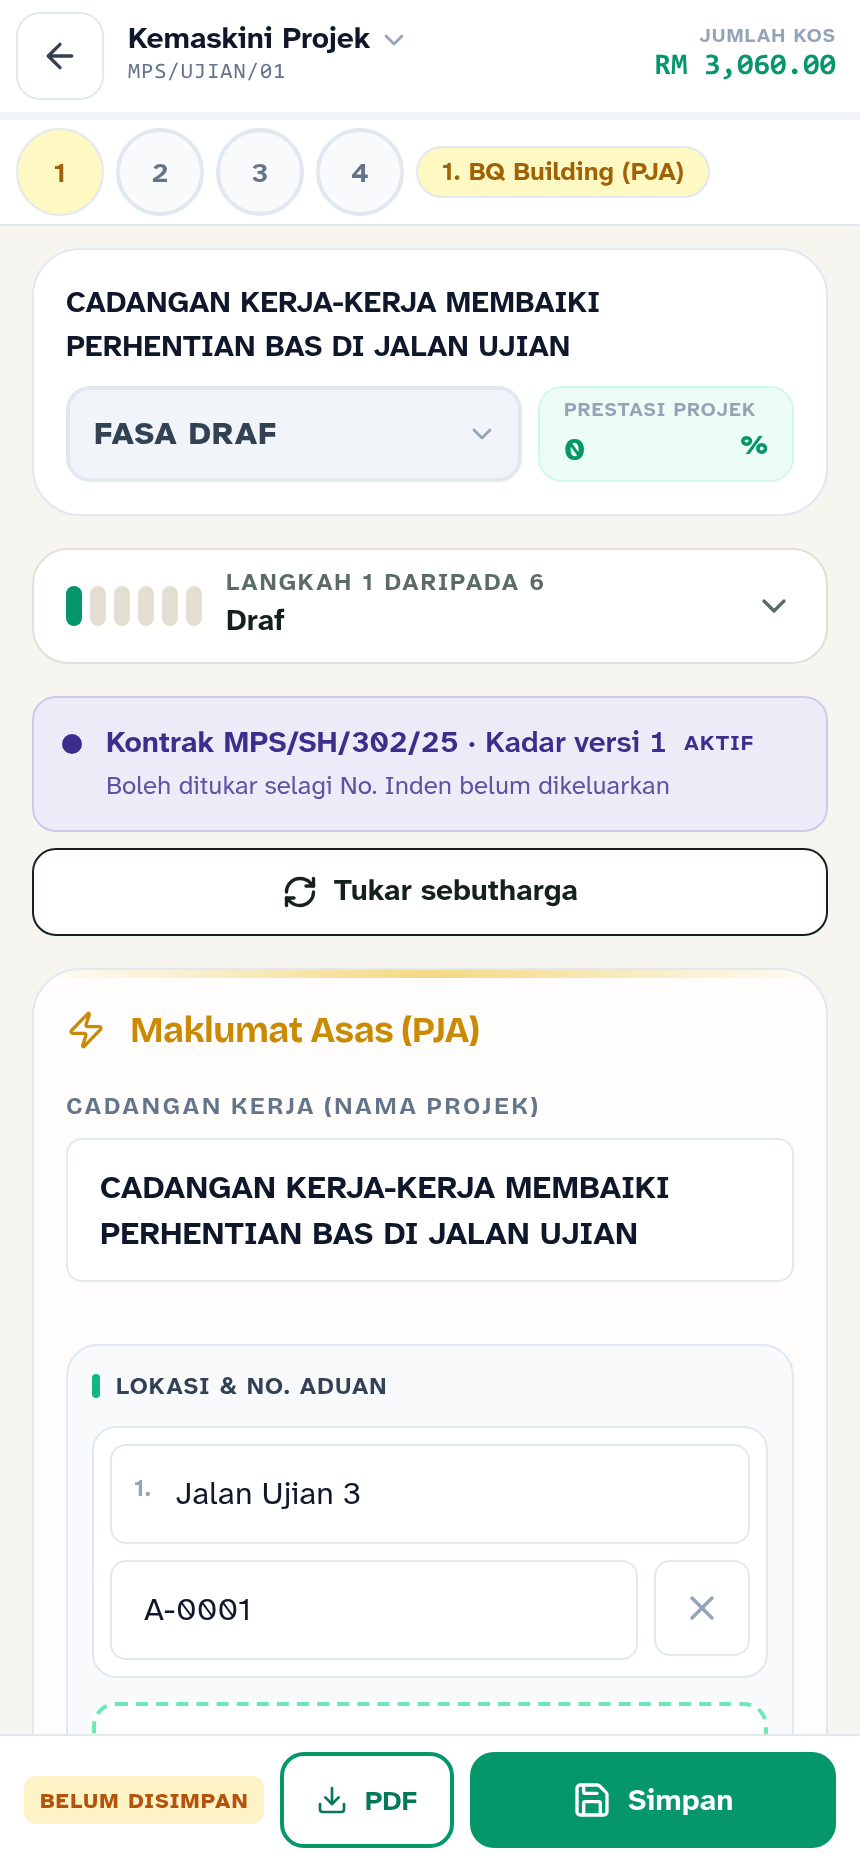 Kemaskini Projek
MPS/UJIAN/01
JUMLAH KOS
RM 3,060.00
1
2
3
4
1. BQ Building (PJA)
CADANGAN KERJA-KERJA MEMBAIKI
PERHENTIAN BAS DI JALAN UJIAN
FASA DRAF
PRESTASI PROJEK
0 %
LANGKAH 1 DARIPADA 6
Draf
Kontrak MPS/SH/302/25 · Kadar versi 1 AKTIF
Boleh ditukar selagi No. Inden belum dikeluarkan
Tukar sebutharga
Maklumat Asas (PJA)
CADANGAN KERJA (NAMA PROJEK)
CADANGAN KERJA-KERJA MEMBAIKI
PERHENTIAN BAS DI JALAN UJIAN
LOKASI & NO. ADUAN
1. Jalan Ujian 3
A-0001
BELUM DISIMPAN
PDF
Simpan